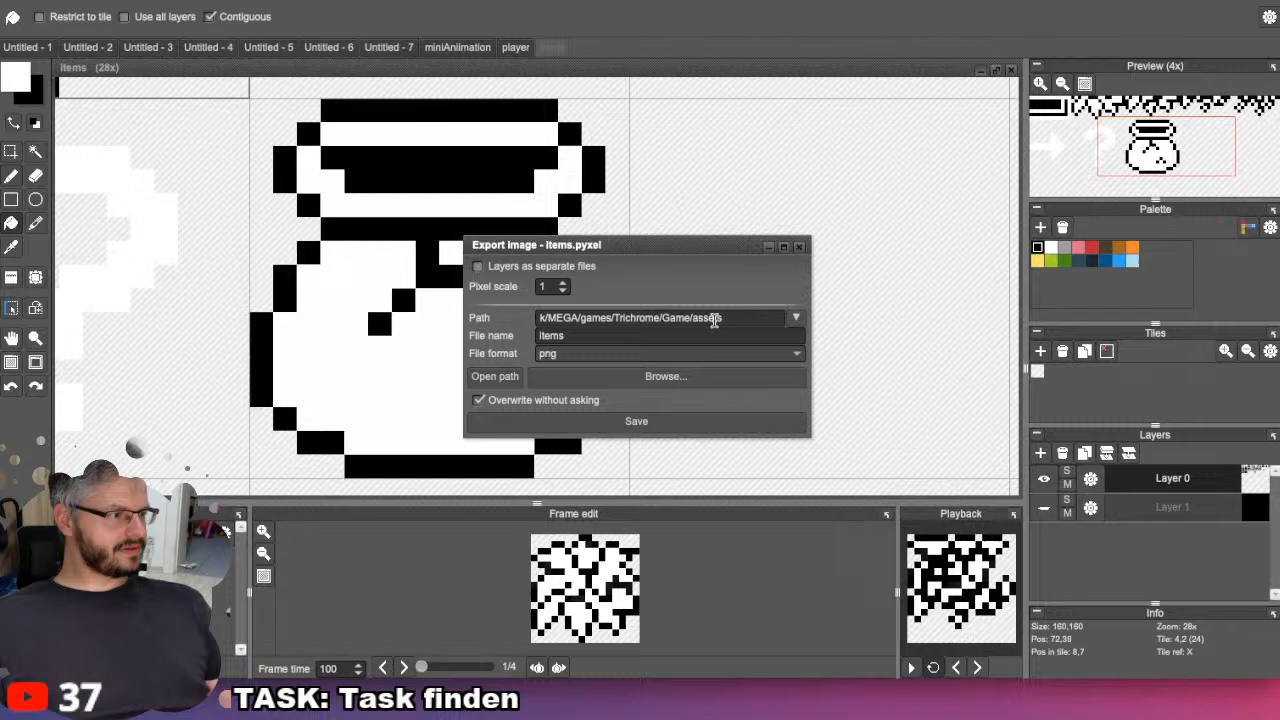 Restrict to tile Use all layers Contiguous
Untitled - 1 Untitled - 2 Untitled - 3 Untitled - 4 Untitled - 5 Untitled - 6 Untitled - 7 miniAniimation player
Items (28x)
Preview (4x)
Palette
Tiles
Layers
S
M
Layer 0
S
M
Layer 1
Export Image - Items.pyxel
Layers as separate files
Pixel scale 1
Path k/MEGA/games/Trichrome/Game/assets
File name Items
File format png
Open path Browse...
Overwrite without asking
Save
Frame edit
Playback
Frame time 100 1/4
Info
Size: 160,160 Zoom: 28x
Pos: 72,39 Tile: 4,2 (24)
Pos in tile: 8,7 Tile ref: X
37 TASK: Task finden